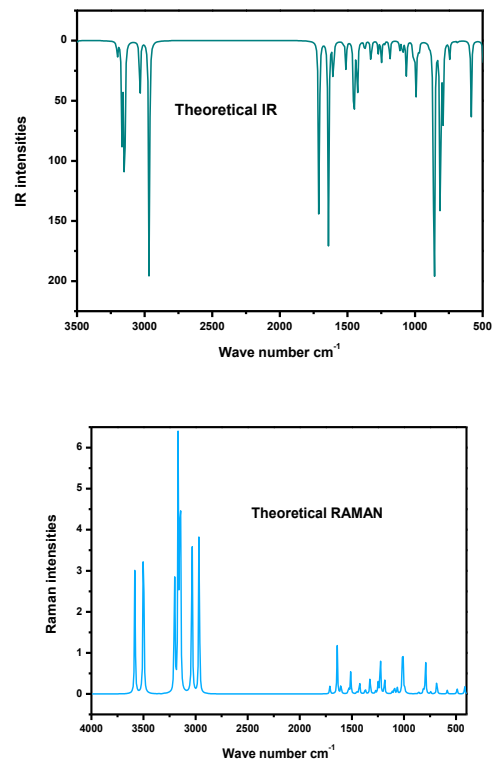 0
50
100
150
200
IR intensities
Theoretical IR
3500 3000 2500 2000 1500 1000 500
Wave number cm-1
6
5
4
3
2
1
0
Raman intensities
Theoretical RAMAN
4000 3500 3000 2500 2000 1500 1000 500
Wave number cm-1